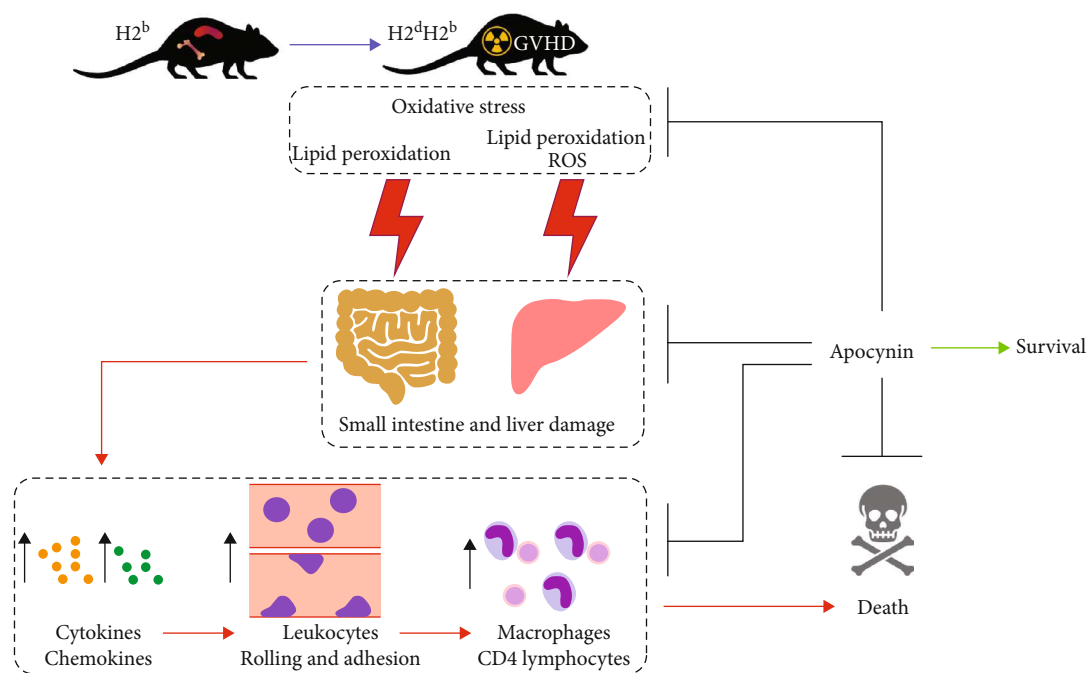 H2ᵇ
H2ᵈH2ᵇ
GVHD
Oxidative stress
Lipid peroxidation
Lipid peroxidation
ROS
Small intestine and liver damage
Apocynin
Survival
Cytokines
Chemokines
Leukocytes
Rolling and adhesion
Macrophages
CD4 lymphocytes
Death